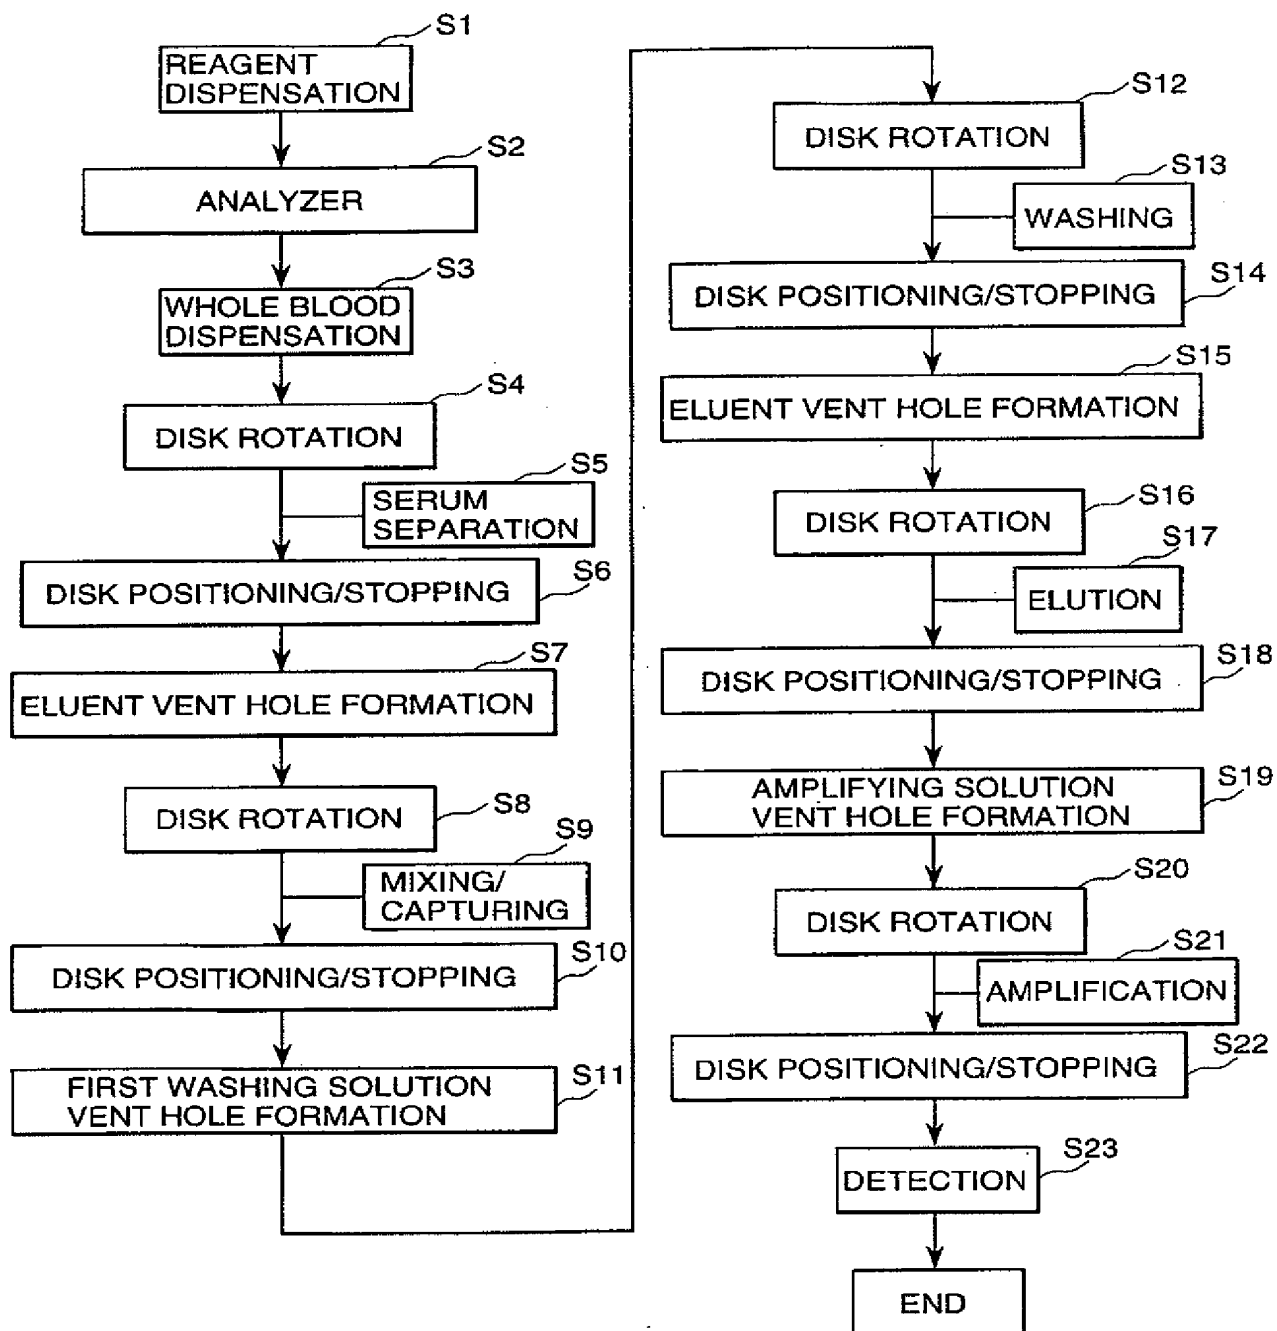 S1
REAGENT
DISPENSATION
S2
ANALYZER
S3
WHOLE BLOOD
DISPENSATION
S4
DISK ROTATION
S5
SERUM
SEPARATION
S6
DISK POSITIONING/STOPPING
S7
ELUENT VENT HOLE FORMATION
S8
DISK ROTATION
S9
MIXING/
CAPTURING
S10
DISK POSITIONING/STOPPING
S11
FIRST WASHING SOLUTION
VENT HOLE FORMATION
S12
DISK ROTATION
S13
WASHING
S14
DISK POSITIONING/STOPPING
S15
ELUENT VENT HOLE FORMATION
S16
DISK ROTATION
S17
ELUTION
S18
DISK POSITIONING/STOPPING
S19
AMPLIFYING SOLUTION
VENT HOLE FORMATION
S20
DISK ROTATION
S21
AMPLIFICATION
S22
DISK POSITIONING/STOPPING
S23
DETECTION
END